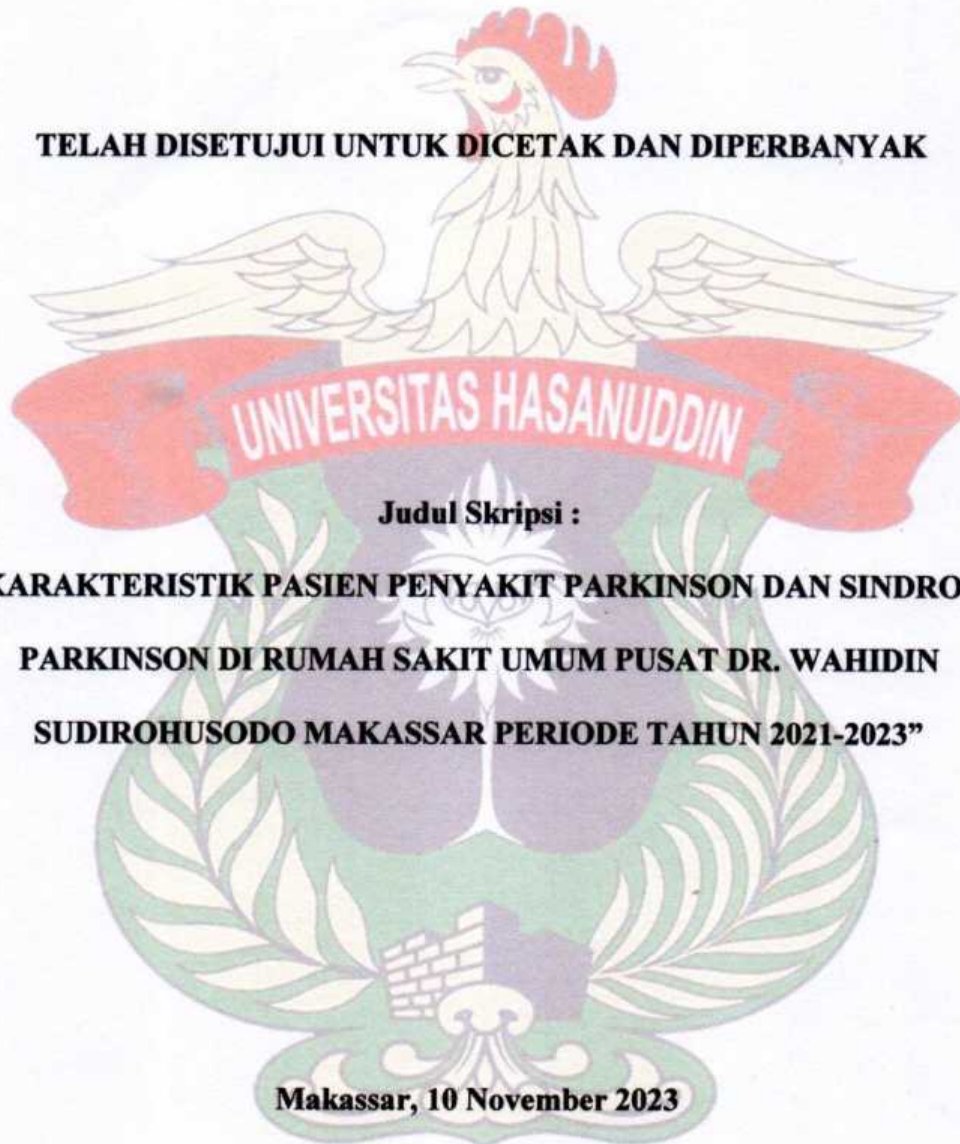 TELAH DISETUJUI UNTUK DICETAK DAN DIPERBANYAK
UNIVERSITAS HASANUDDIN
Judul Skripsi :
KARAKTERISTIK PASIEN PENYAKIT PARKINSON DAN SINDRO
PARKINSON DI RUMAH SAKIT UMUM PUSAT DR. WAHIDIN
SUDIROHUSODO MAKASSAR PERIODE TAHUN 2021-2023”
Makassar, 10 November 2023